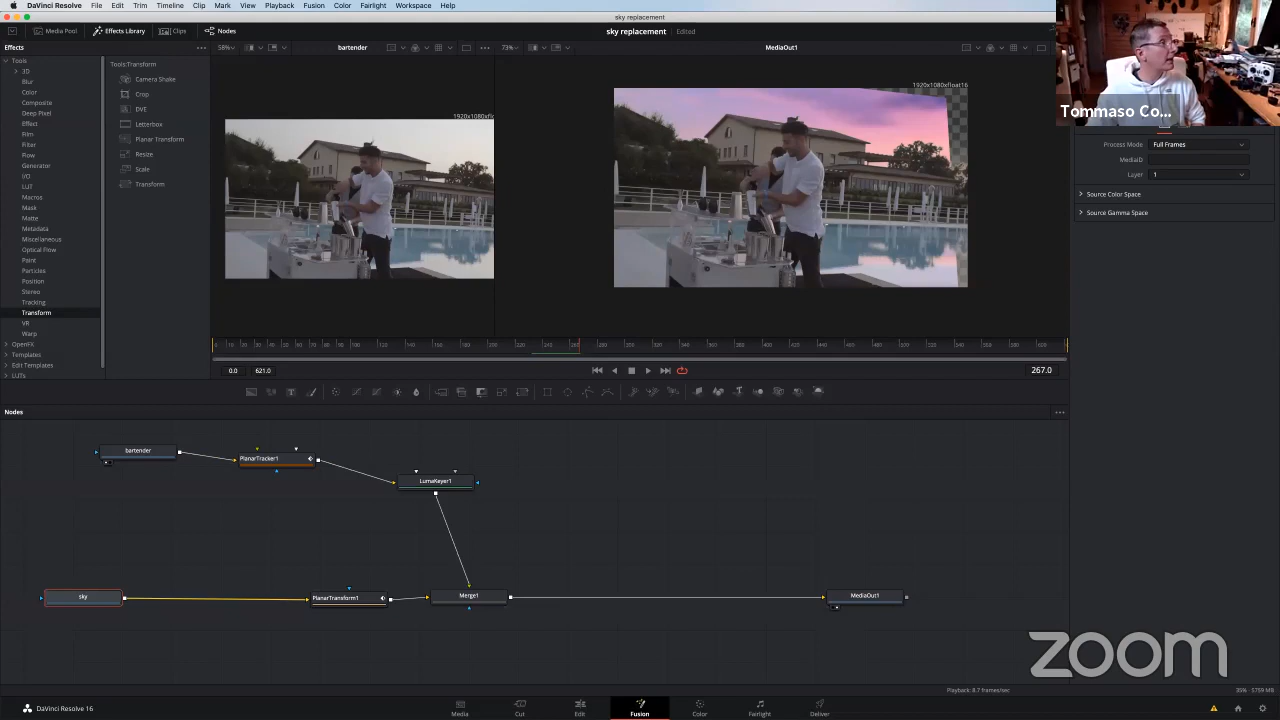 DaVinci Resolve File Edit Trim Timeline Clip Mark View Playback Fusion Color Fairlight Workspace Help
sky replacement
Media Pool Effects Library Clips Nodes
sky replacement Edited
Effects
58%
bartender
73%
MediaOut1
Tools
3D
Blur
Color
Composite
Deep Pixel
Effect
Film
Filter
Flow
Generator
I/O
LUT
Macros
Mask
Matte
Metadata
Miscellaneous
Optical Flow
Paint
Particles
Position
Stereo
Tracking
Transform
VR
Warp
OpenFX
Templates
Edit Templates
LUTs
Tools:Transform
Camera Shake
Crop
DVE
Letterbox
Planar Transform
Resize
Scale
Transform
1920x1080xflo
1920x1080xfloat16
Tommaso Co...
Process Mode Full Frames
MediaID
Layer 1
Source Color Space
Source Gamma Space
0.0 621.0
267.0
Nodes
bartender
PlanarTracker1
LumaKeyer1
sky
PlanarTransform1
Merge1
MediaOut1
zoom
Playback: 8.7 frames/sec
DaVinci Resolve 16
Media Cut Edit Fusion Color Fairlight Deliver